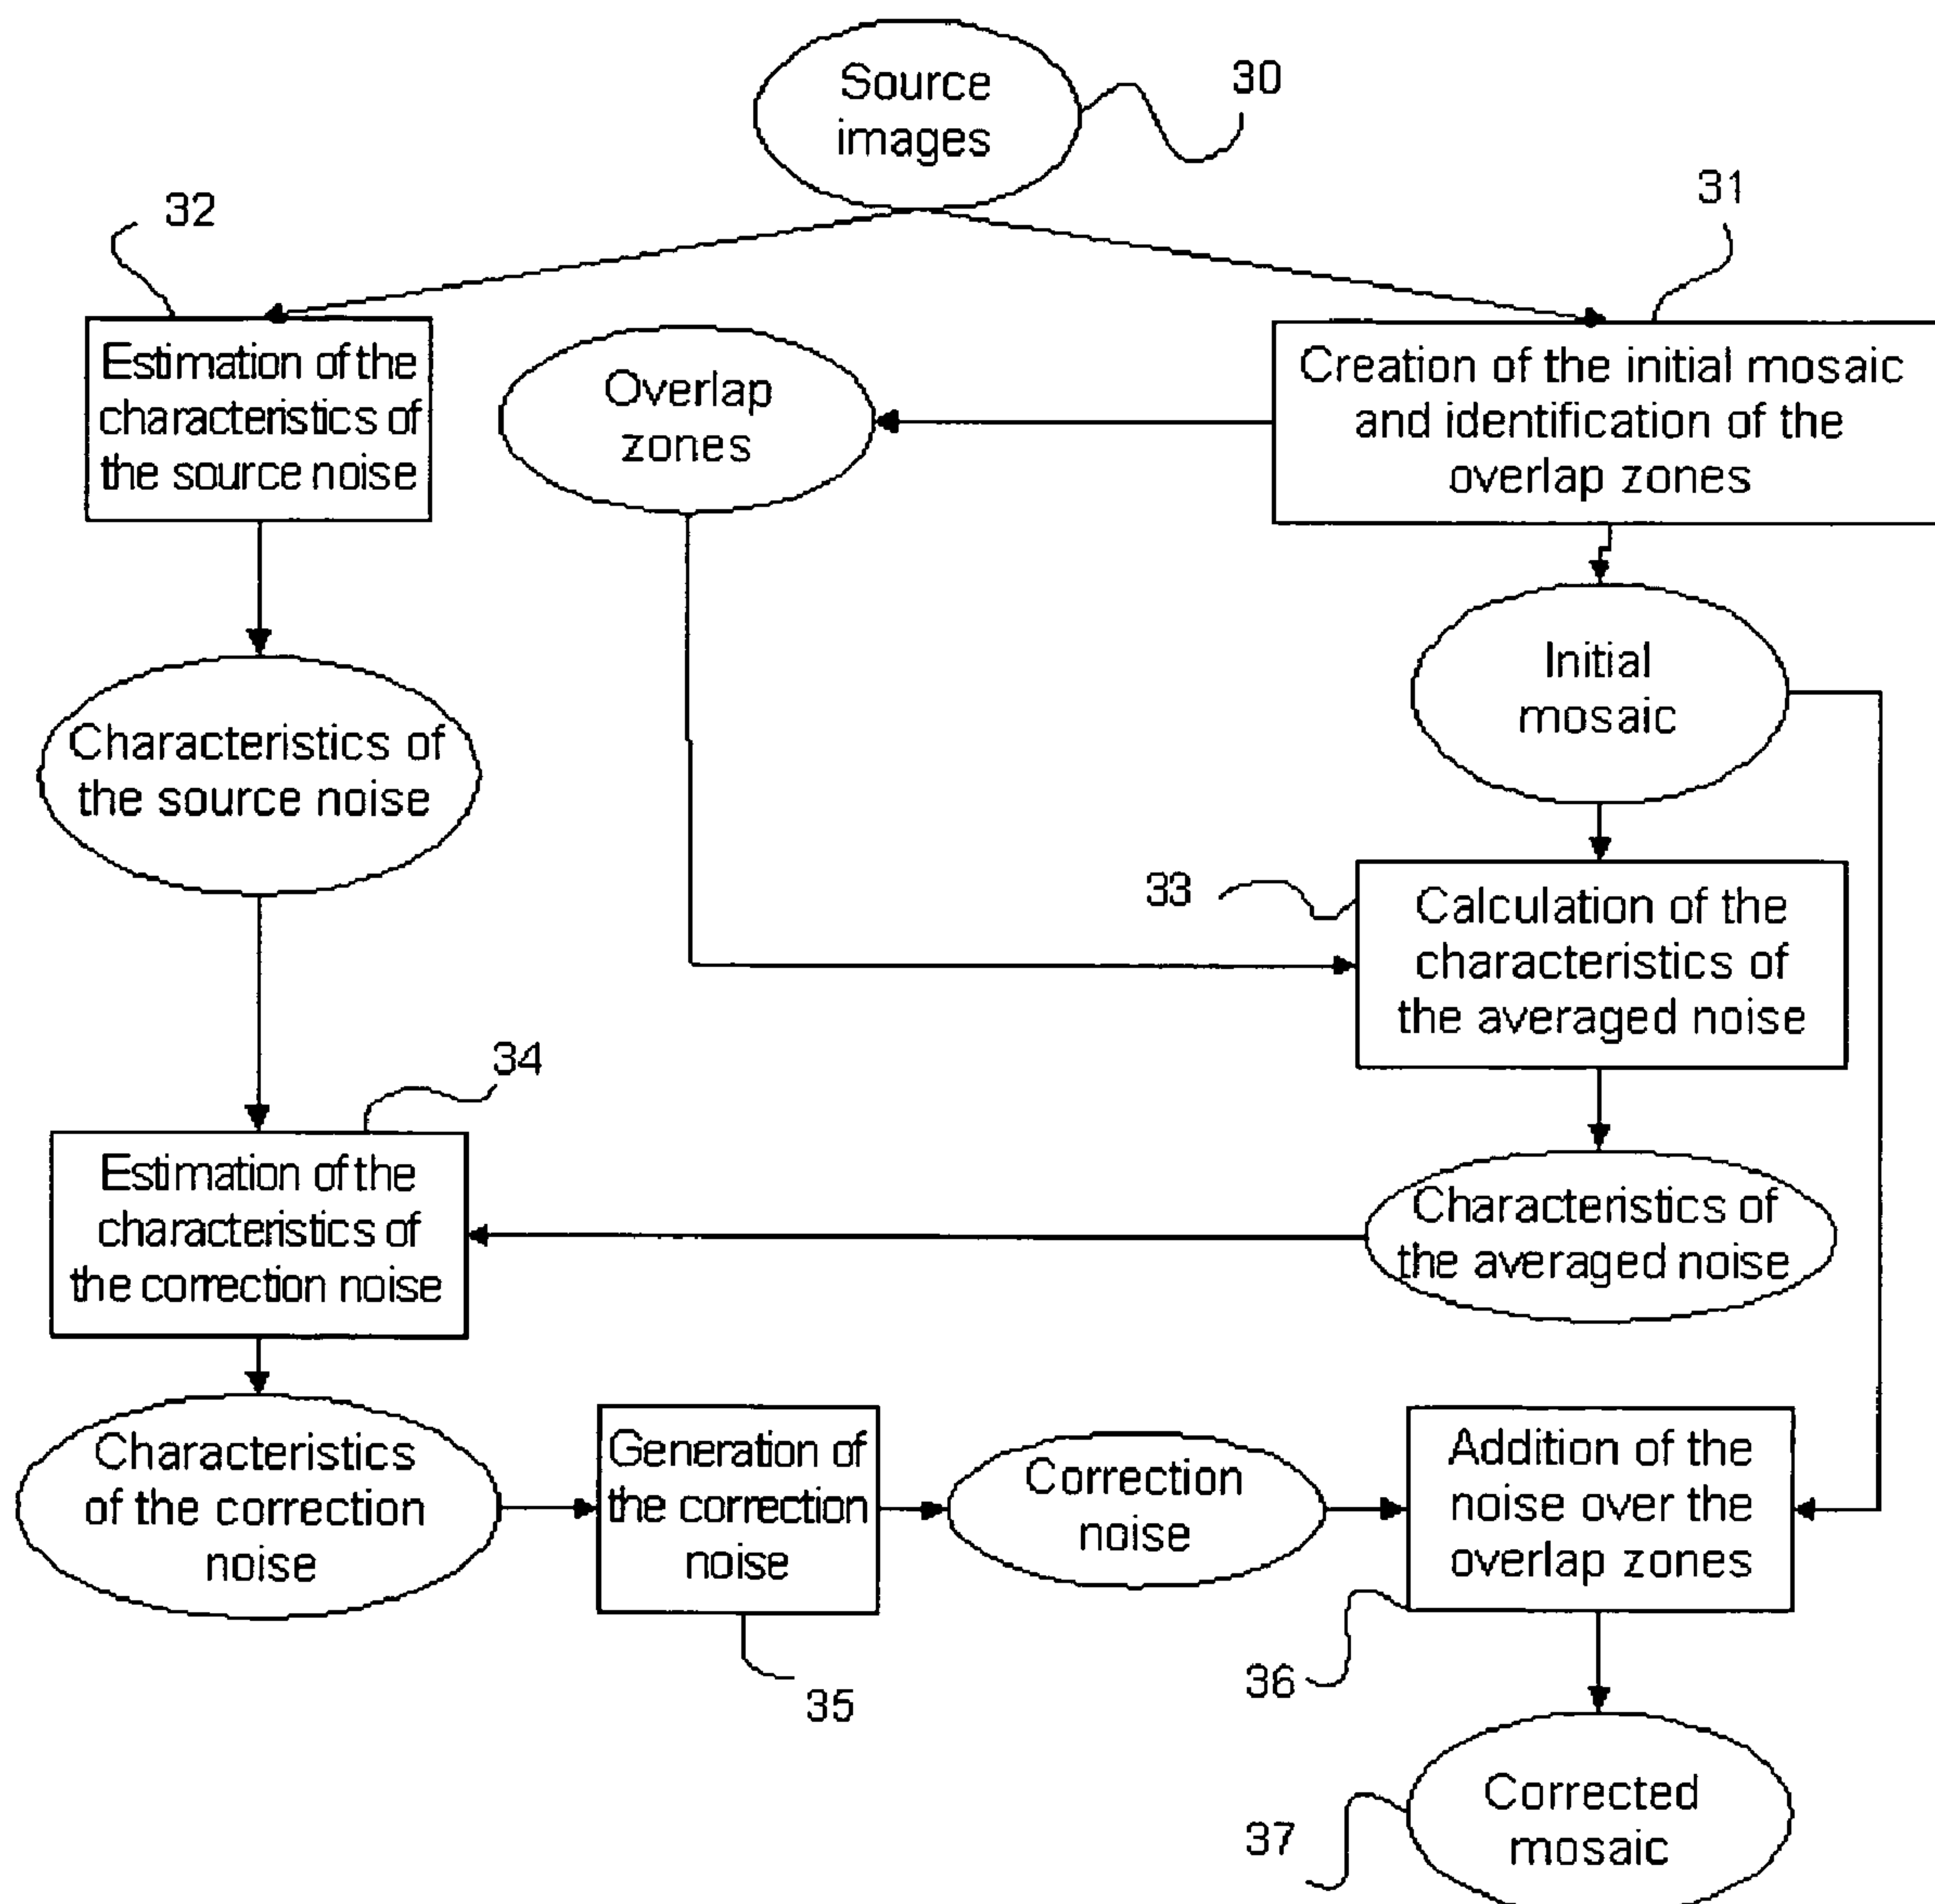 Source
images
30
32
31
Estimation of the
characteristics of
the source noise
Overlap
zones
Creation of the initial mosaic
and identification of the
overlap zones
Initial
mosaic
Characteristics of
the source noise
33
Calculation of the
characteristics of
the averaged noise
34
Estimation of the
characteristics of
the correction noise
Characteristics of
the averaged noise
Characteristics
of the correction
noise
Generation of
the correction
noise
Correction
noise
Addition of the
noise over the
overlap zones
35
36
Corrected
mosaic
37